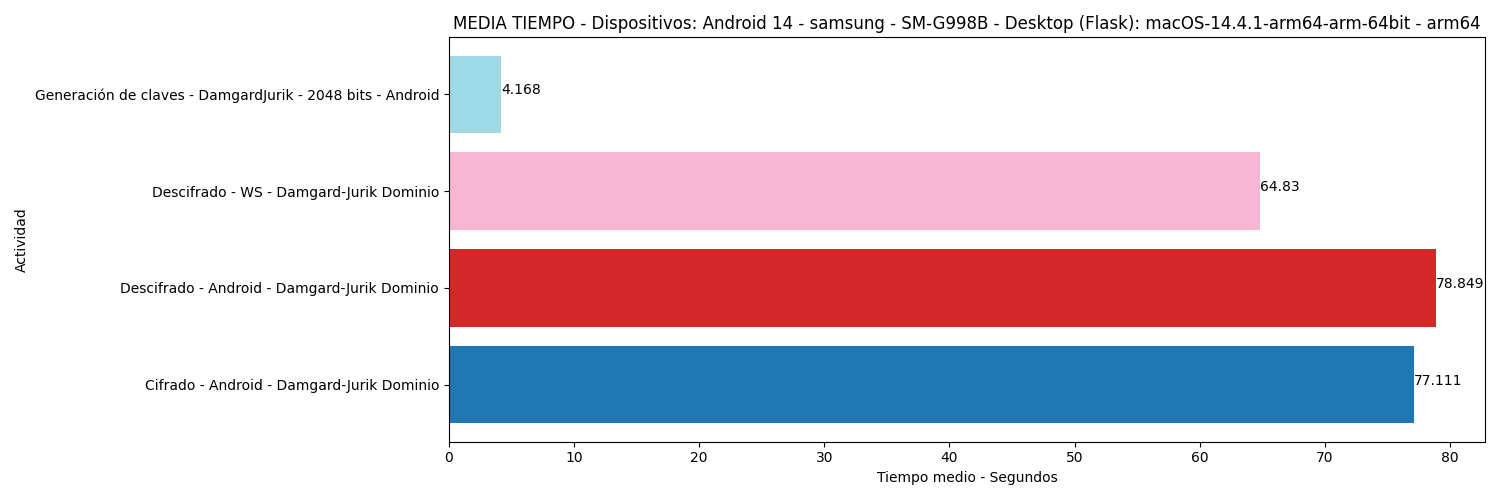 MEDIA TIEMPO - Dispositivos: Android 14 - samsung - SM-G998B - Desktop (Flask): macOS-14.4.1-arm64-arm-64bit - arm64
Generación de claves - DamgardJurik - 2048 bits - Android
4.168
Descifrado - WS - Damgard-Jurik Dominio
64.83
Descifrado - Android - Damgard-Jurik Dominio
78.849
Cifrado - Android - Damgard-Jurik Dominio
77.111
Actividad
0 10 20 30 40 50 60 70 80
Tiempo medio - Segundos